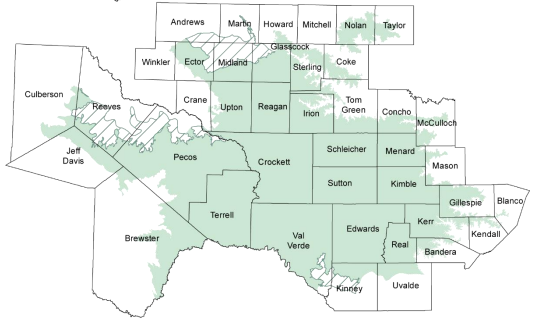 Andrews
Martin
Howard
Mitchell
Nolan
Taylor
Winkler
Ector
Midland
Glasscock
Sterling
Coke
Culberson
Reeves
Crane
Upton
Reagan
Irion
Tom
Green
Concho
McCulloch
Jeff
Davis
Pecos
Crockett
Schleicher
Menard
Mason
Sutton
Kimble
Gillespie
Blanco
Terrell
Brewster
Val
Verde
Edwards
Real
Kerr
Kendall
Bandera
Kinney
Uvalde